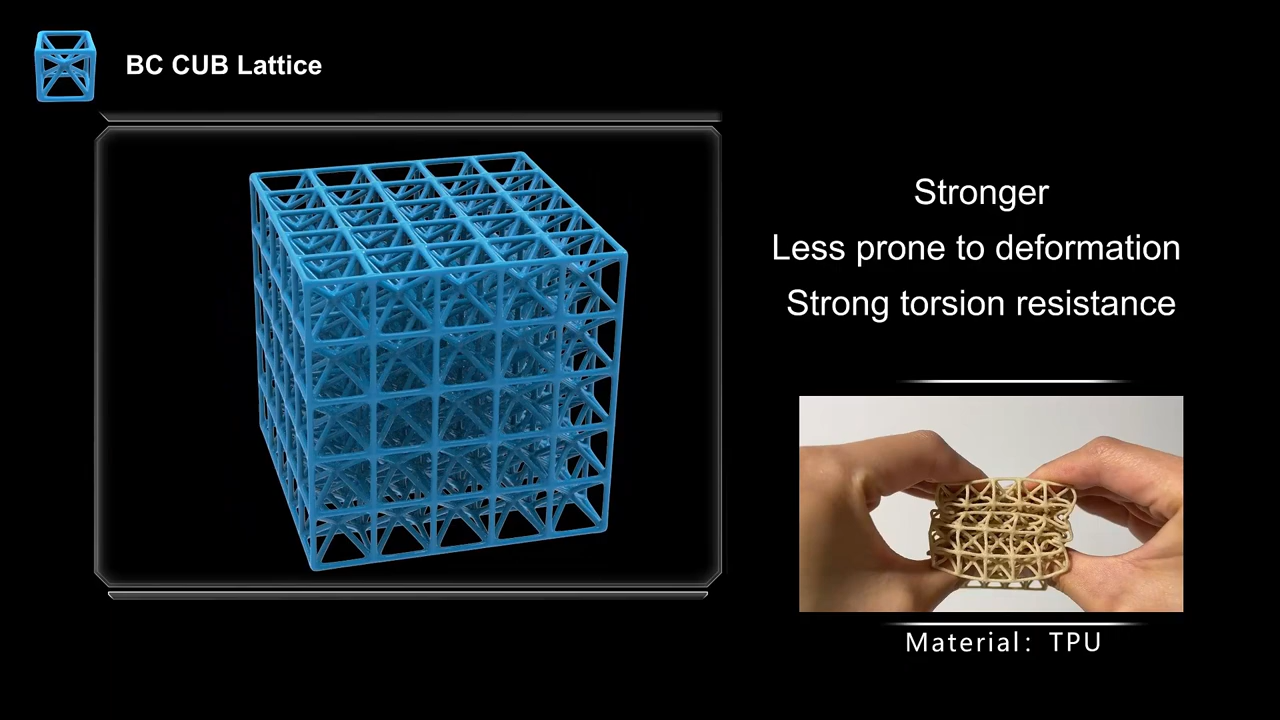 BC CUB Lattice
Stronger
Less prone to deformation
Strong torsion resistance
Material: TPU